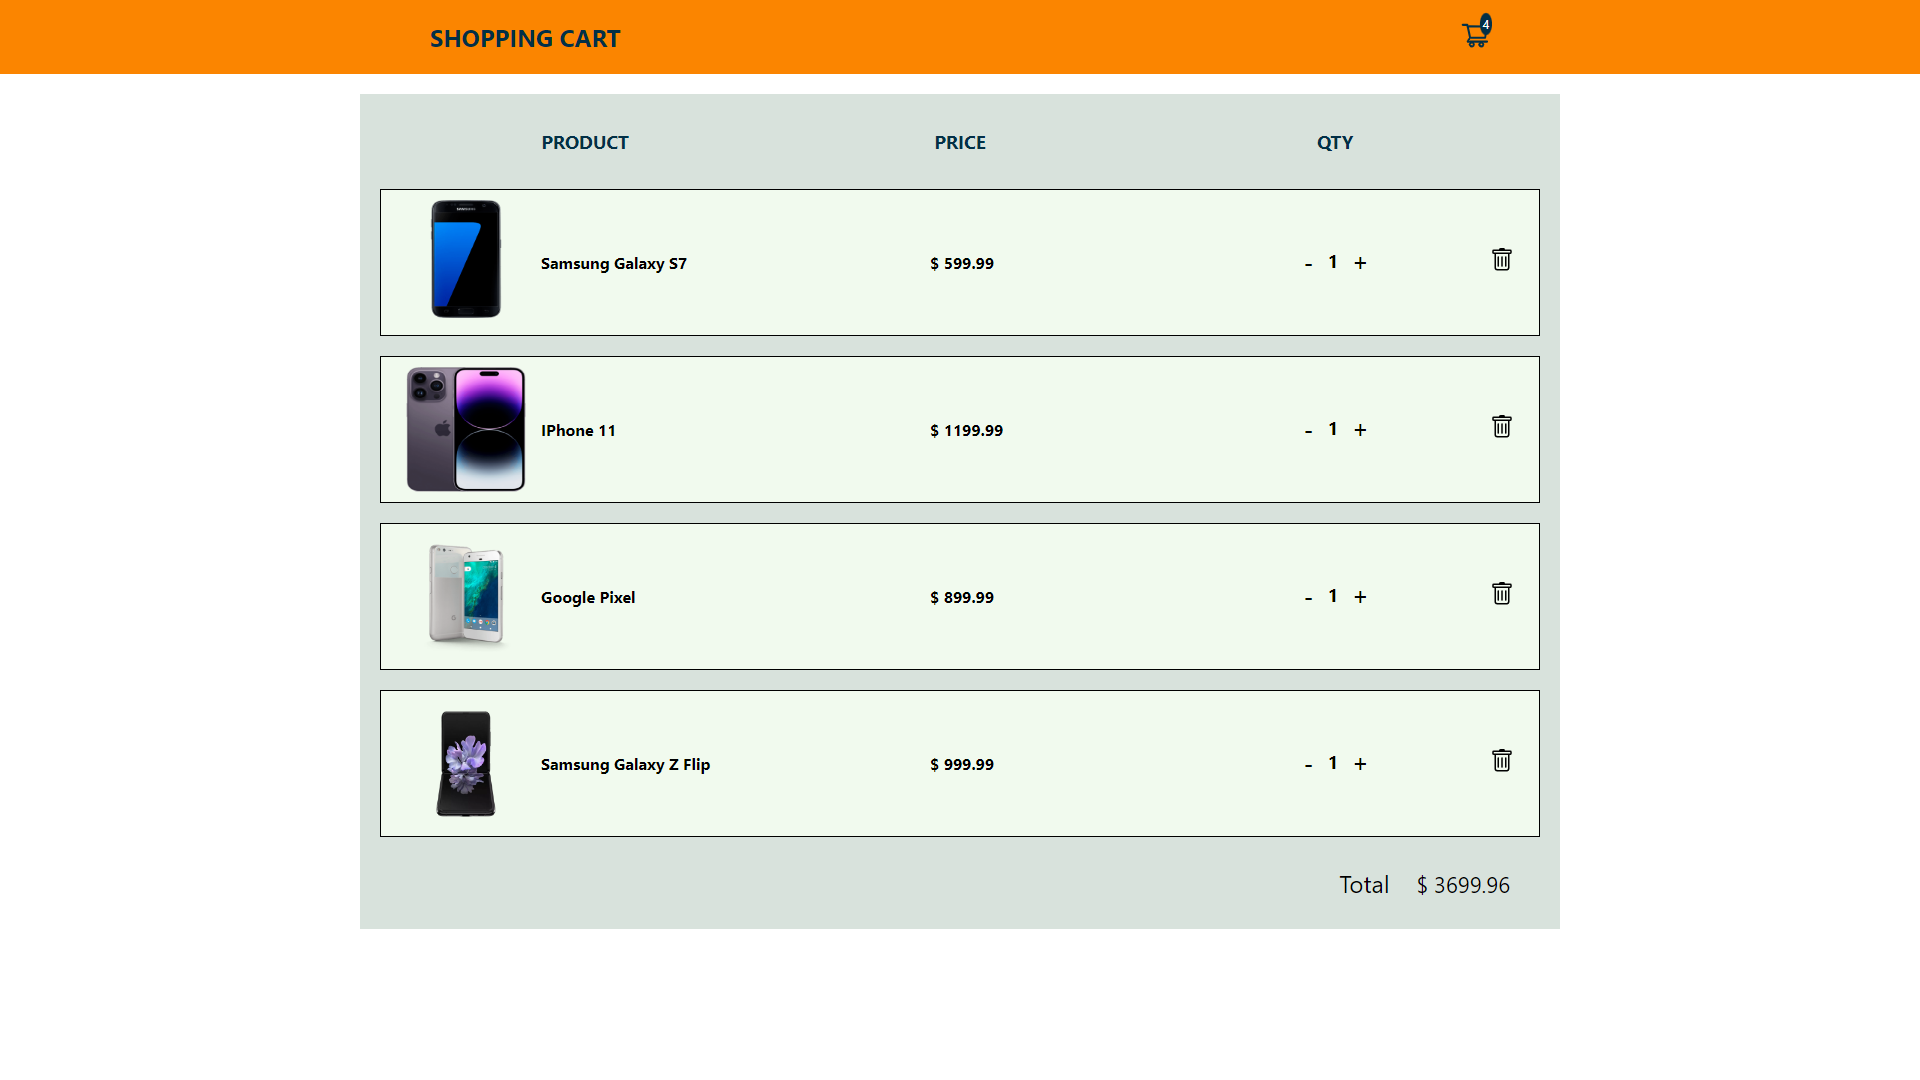 SHOPPING CART
4
PRODUCT PRICE QTY
SAMSUNG
Samsung Galaxy S7 $ 599.99 - 1 +
IPhone 11 $ 1199.99 - 1 +
Google Pixel $ 899.99 - 1 +
Samsung Galaxy Z Flip $ 999.99 - 1 +
Total $ 3699.96